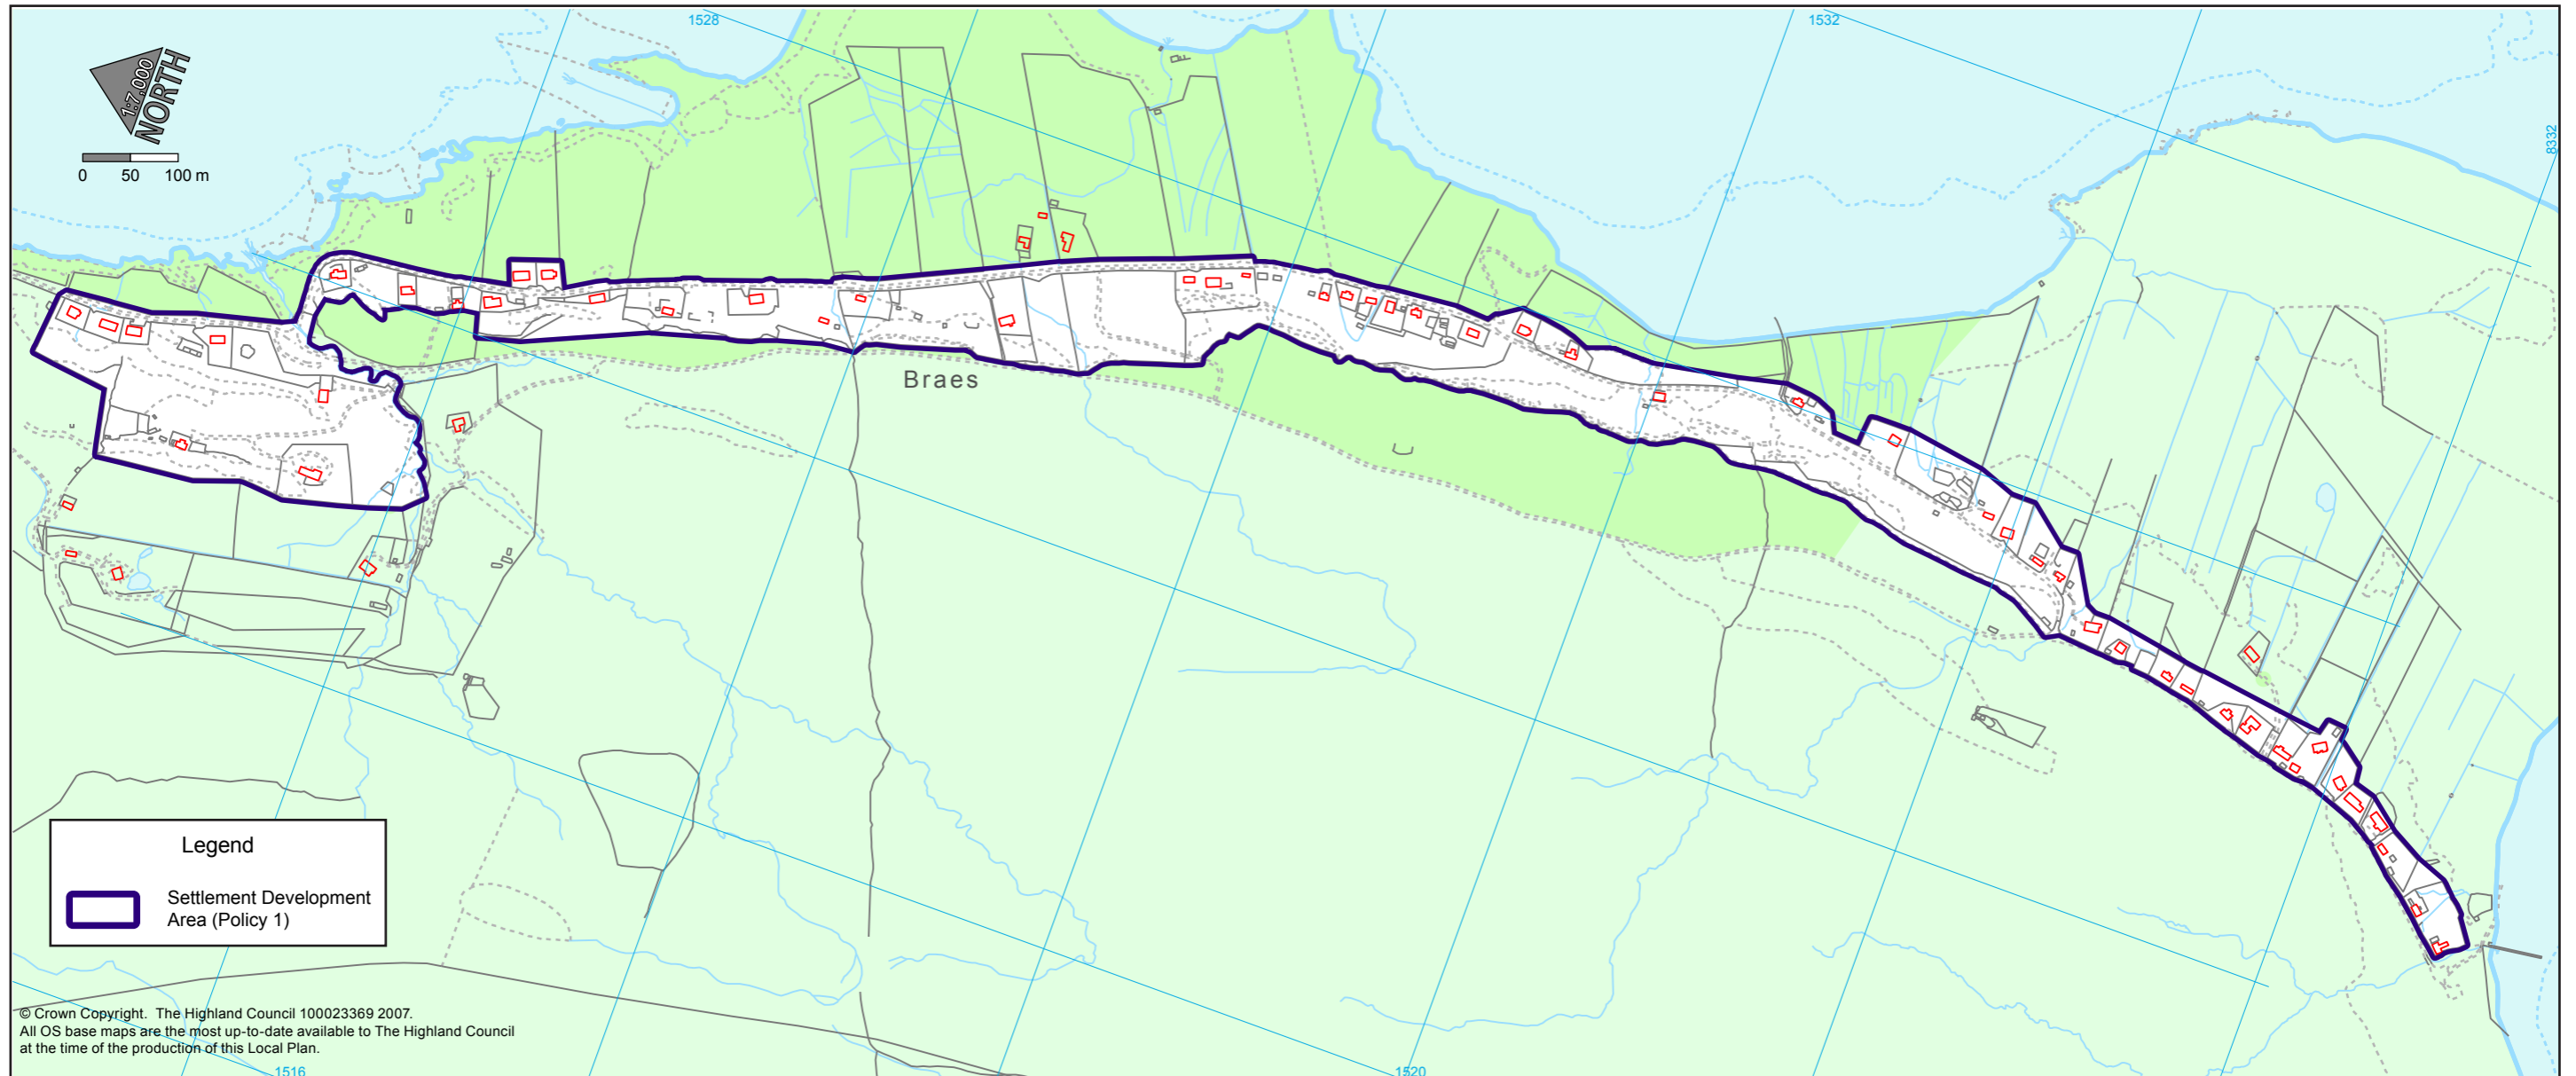 1528
1532
1:7,000
NORTH
0 50 100 m
8332
Braes
Legend
Settlement Development
Area (Policy 1)
© Crown Copyright. The Highland Council 100023369 2007.
All OS base maps are the most up-to-date available to The Highland Council
at the time of the production of this Local Plan.
1516
1520